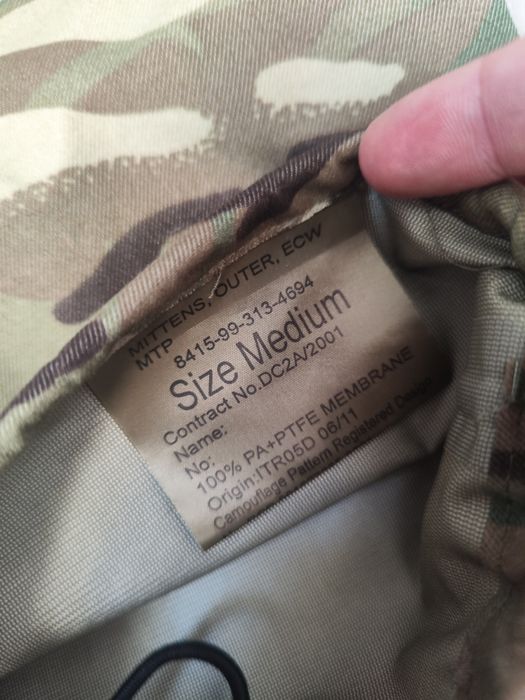 MITTENS, OUTER, ECW
MTP
8415-99-313-4694
Size Medium
Contract No.DC2A/2001
Name:
No:
100% PA+PTFE MEMBRANE
Origin:ITR05D 06/11
Camouflage Pattern Registered Design